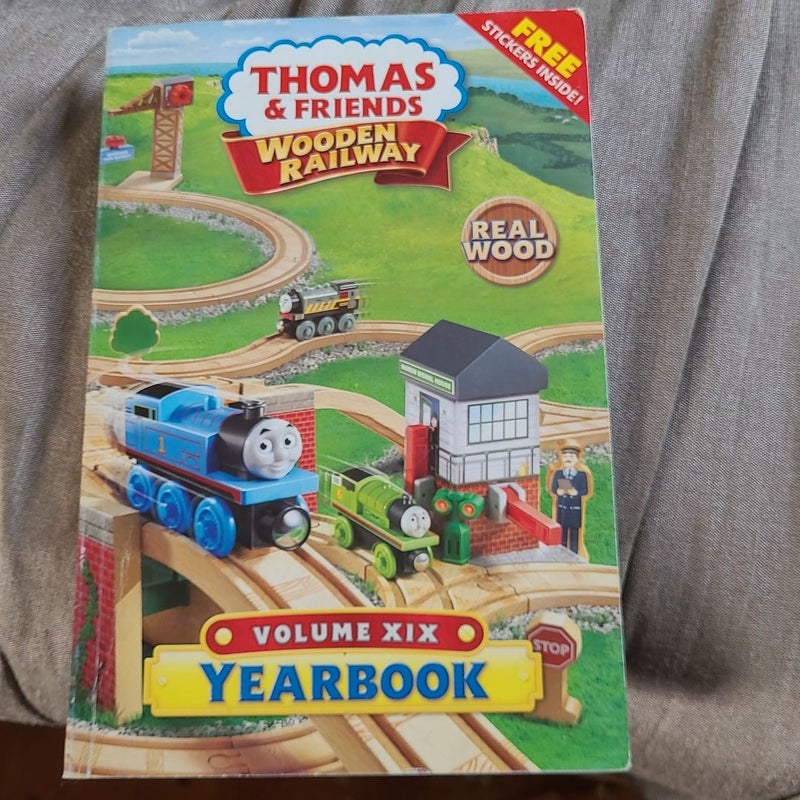 FREE
STICKERS INSIDE!
THOMAS
& FRIENDS
WOODEN
RAILWAY
REAL
WOOD
1
6
STOP
VOLUME XIX
YEARBOOK